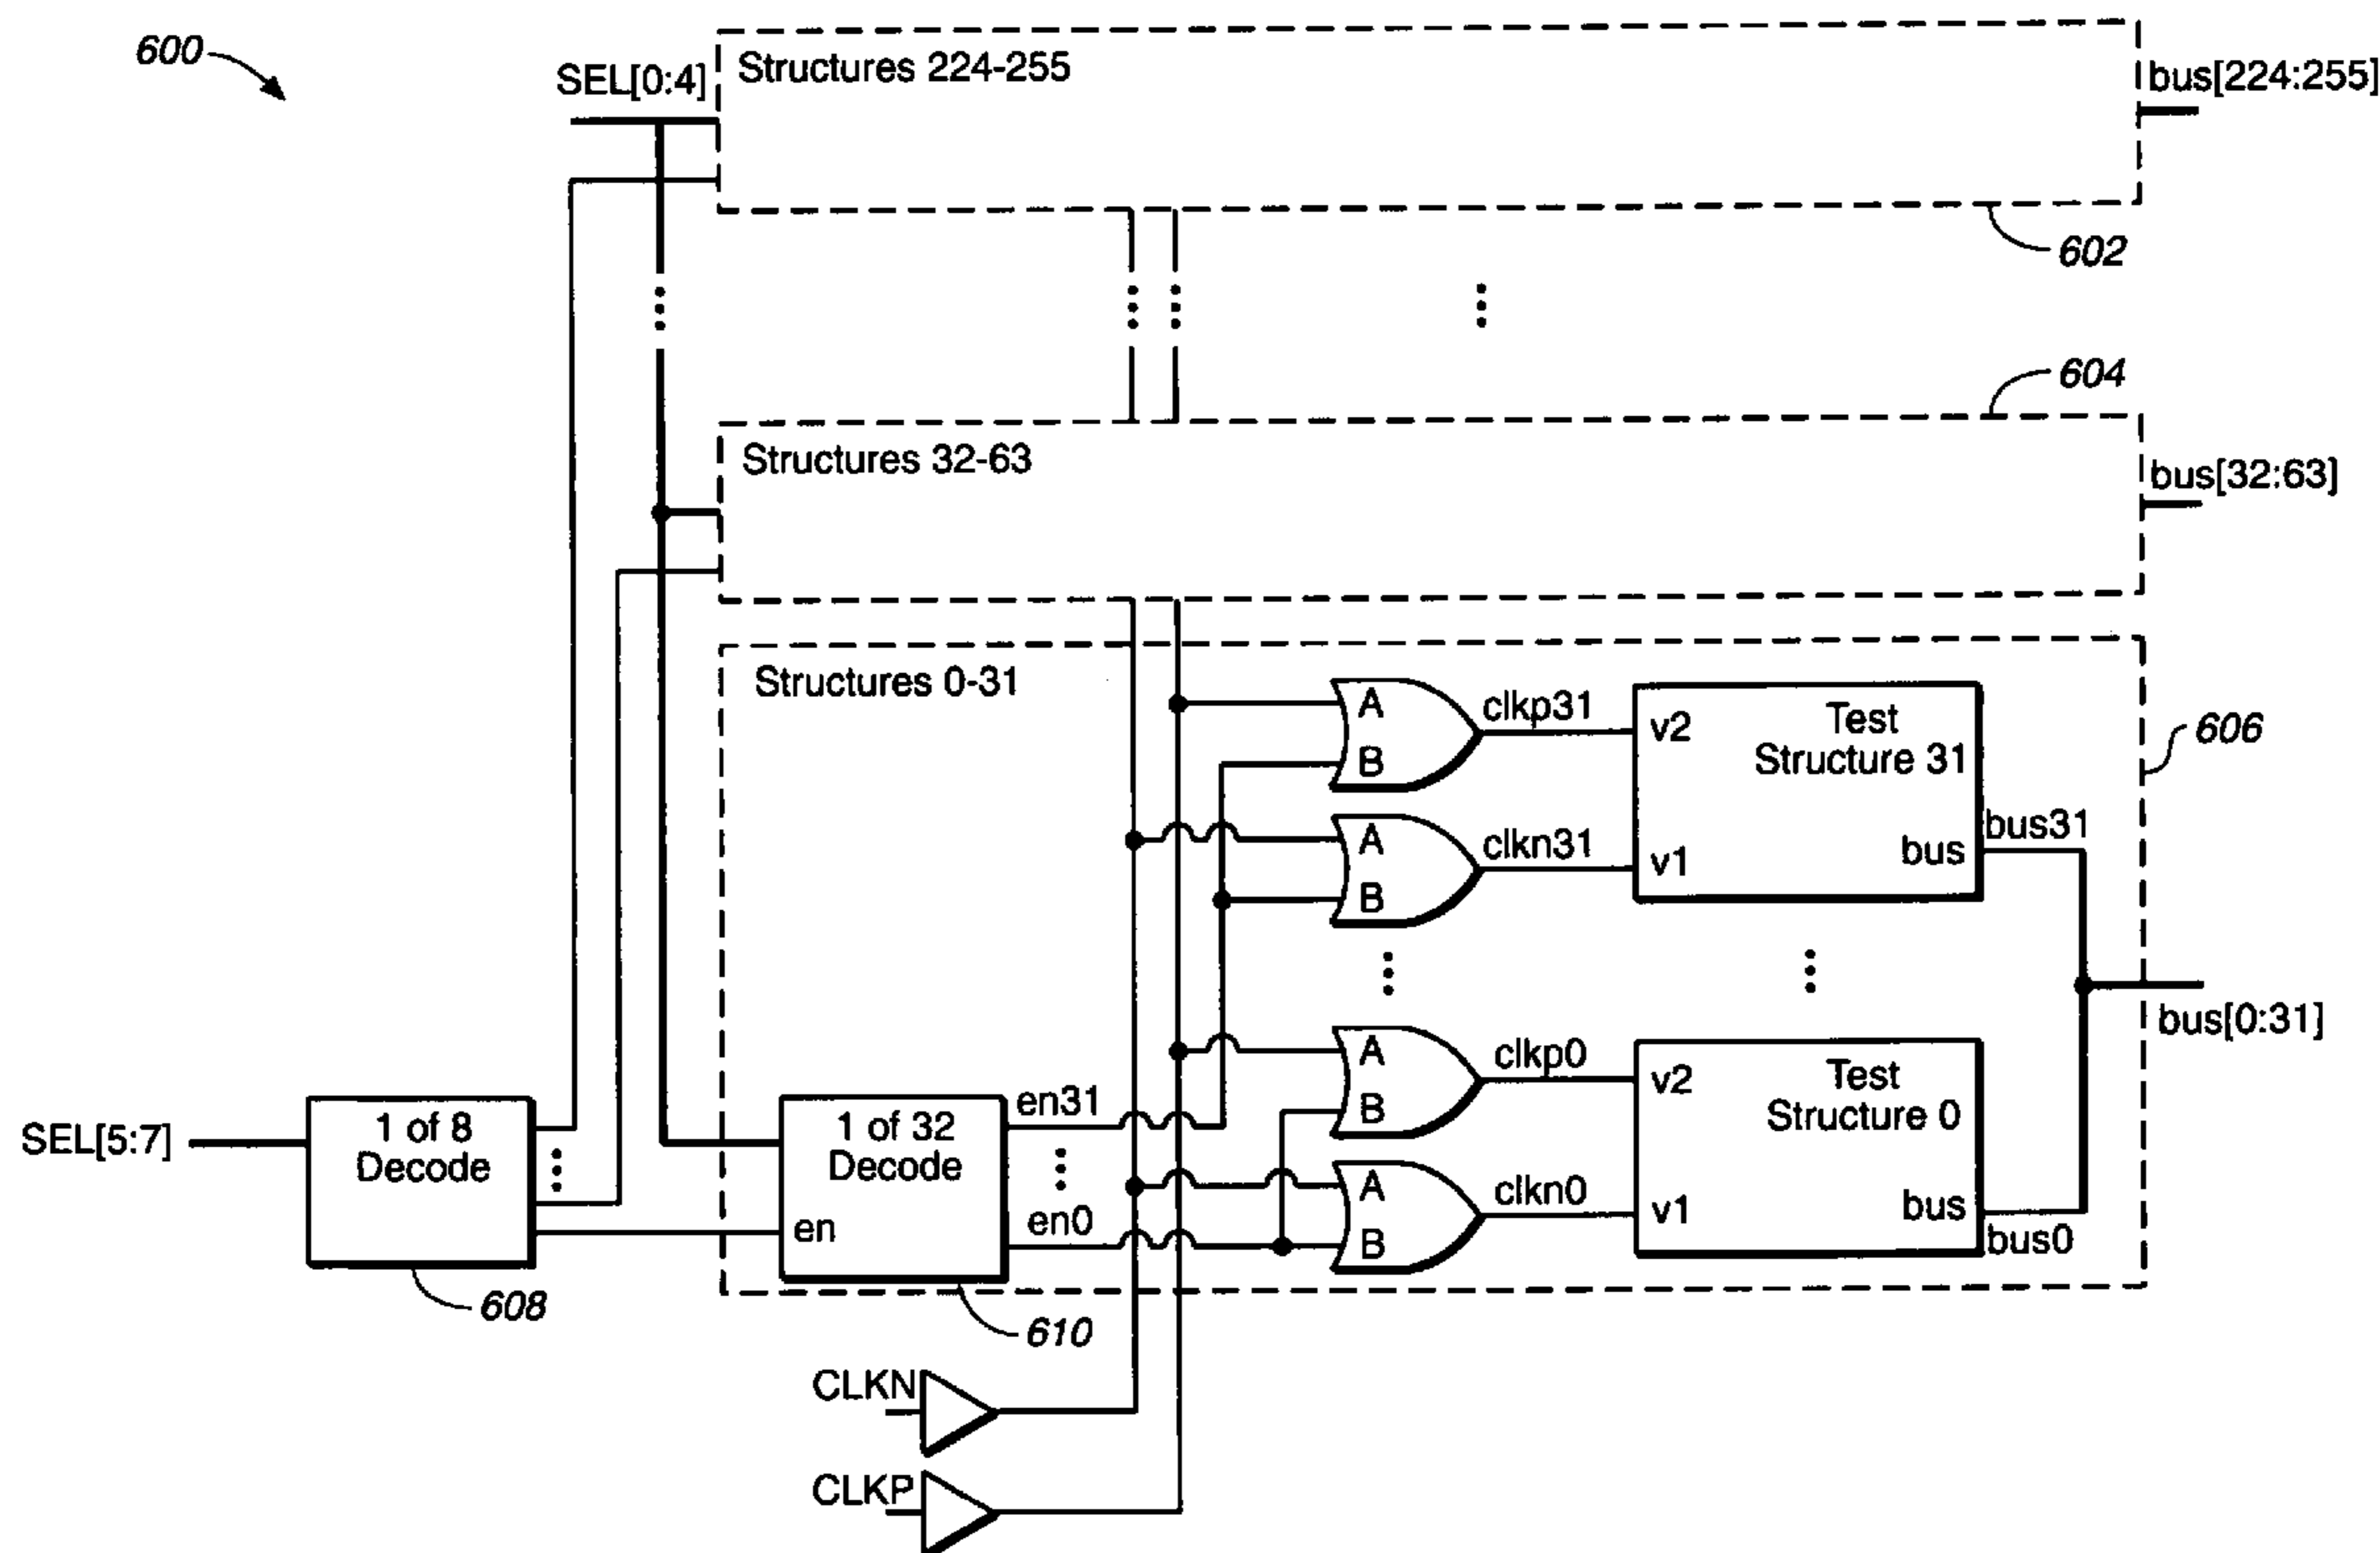 600
SEL[0:4]
Structures 224-255
bus[224:255]
602
604
Structures 32-63
bus[32:63]
Structures 0-31
A
B
clkp31
v2
Test
Structure 31
606
A
B
clkn31
v1
bus
bus31
bus[0:31]
SEL[5:7]
1 of 8
Decode
608
1 of 32
Decode
en
610
en31
en0
A
B
clkp0
v2
Test
Structure 0
A
B
clkn0
v1
bus
bus0
CLKN
CLKP